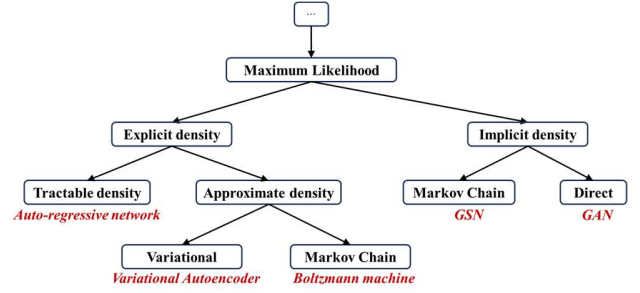 ...
Maximum Likelihood
Explicit density
Implicit density
Tractable density
Approximate density
Markov Chain
Direct
Auto-regressive network
GSN
GAN
Variational
Markov Chain
Variational Autoencoder
Boltzmann machine